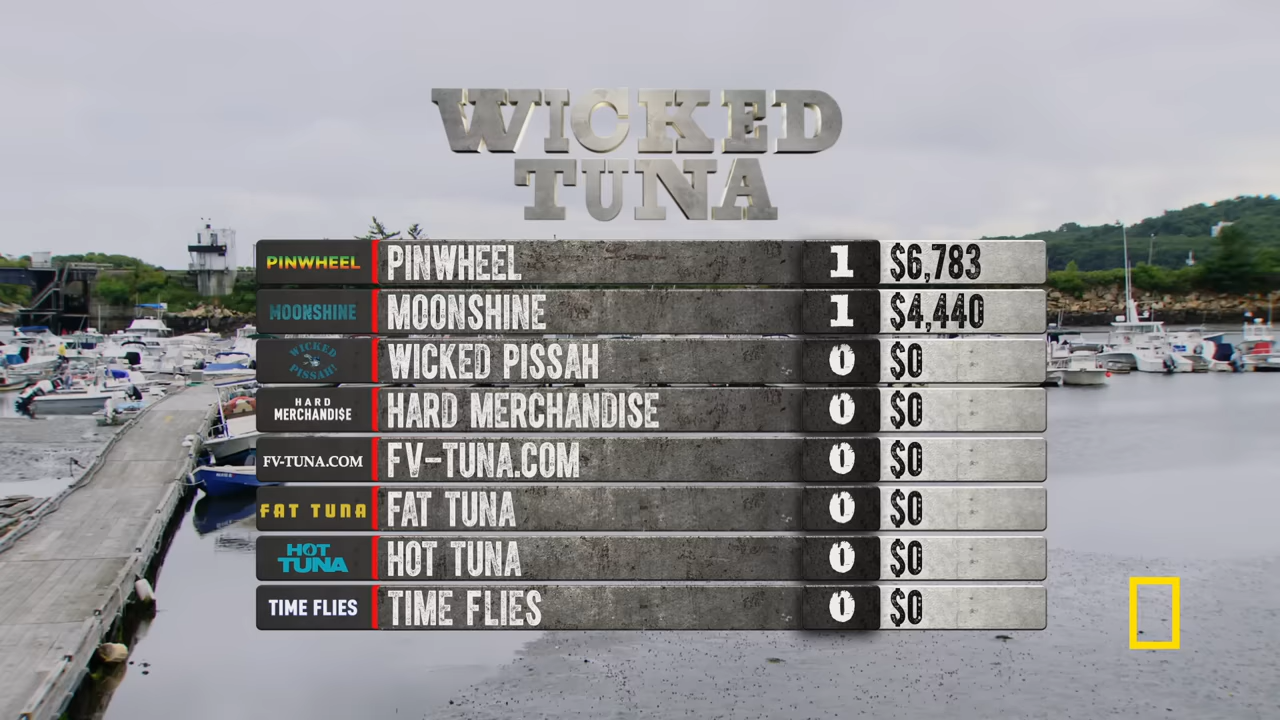 WICKED
TUNA
PINWHEEL PINWHEEL 1 $6,783
MOONSHINE MOONSHINE 1 $4,440
WICKED PISSAH! WICKED PISSAH 0 $0
HARD MERCHANDISE HARD MERCHANDISE 0 $0
FV-TUNA.COM FV-TUNA.COM 0 $0
FAT TUNA FAT TUNA 0 $0
HOT TUNA HOT TUNA 0 $0
TIME FLIES TIME FLIES 0 $0